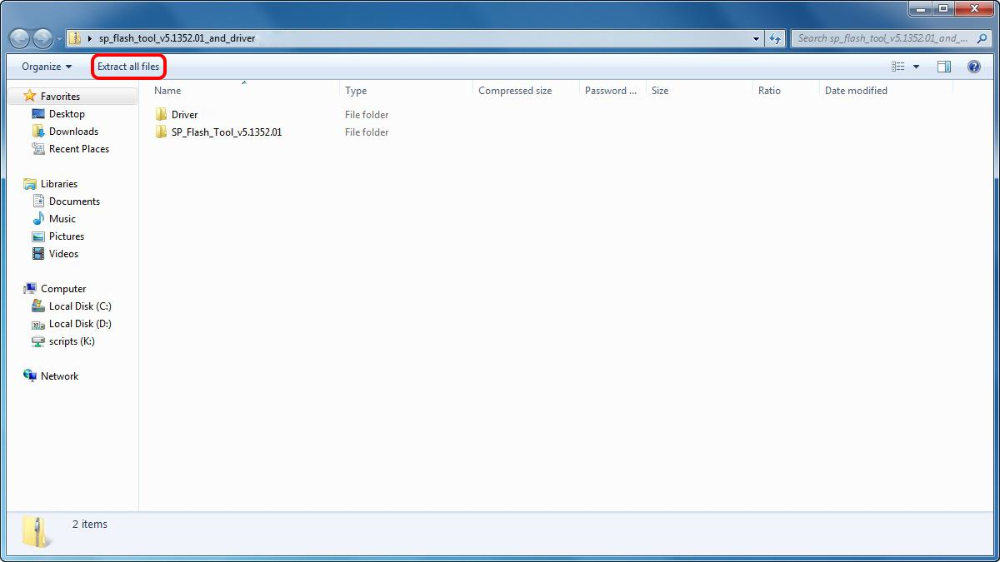 sp_flash_tool_v5.1352.01_and_driver
Search sp_flash_tool_v5.1352.01_and_...
Organize
Extract all files
Name
Type
Compressed size
Password ...
Size
Ratio
Date modified
Favorites
Desktop
Downloads
Recent Places
Libraries
Documents
Music
Pictures
Videos
Computer
Local Disk (C:)
Local Disk (D:)
scripts (K:)
Network
Driver
File folder
SP_Flash_Tool_v5.1352.01
File folder
2 items